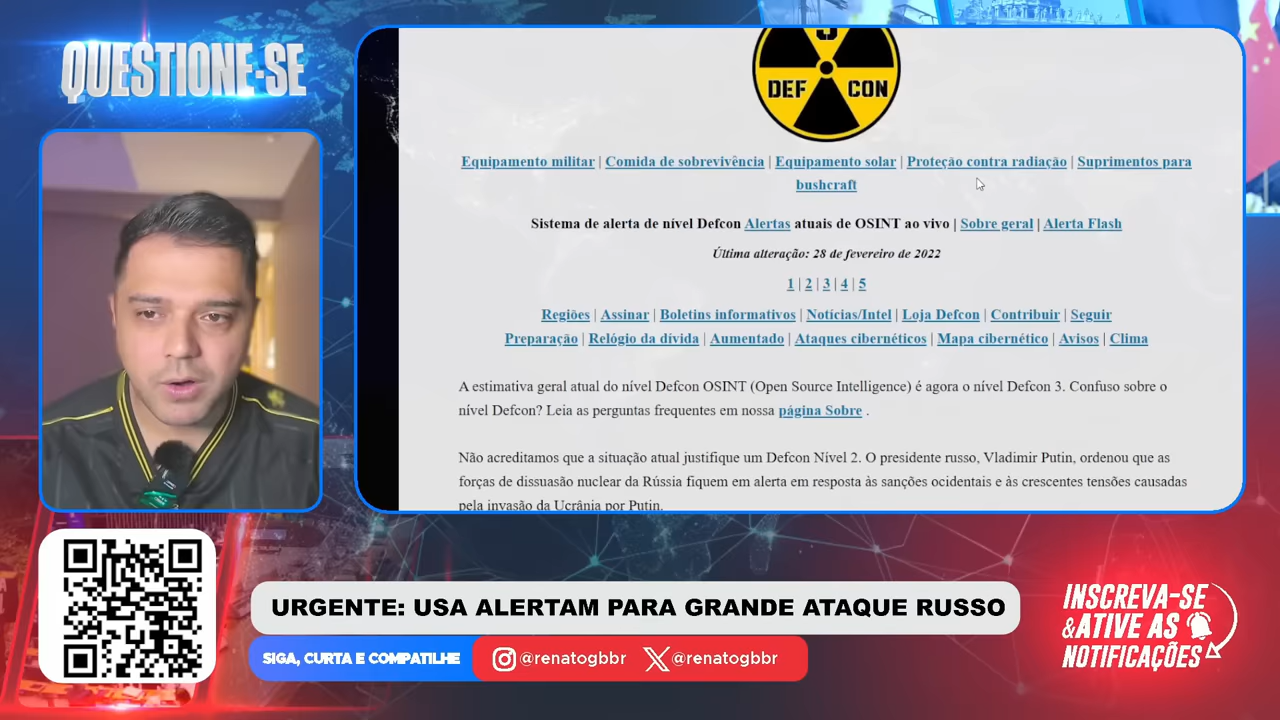 QUESTIONE-SE
3
DEF CON
Equipamento militar | Comida de sobrevivência | Equipamento solar | Proteção contra radiação | Suprimentos para
bushcraft
Sistema de alerta de nível Defcon Alertas atuais de OSINT ao vivo | Sobre geral | Alerta Flash
Última alteração: 28 de fevereiro de 2022
1 | 2 | 3 | 4 | 5
Regiões | Assinar | Boletins informativos | Notícias/Intel | Loja Defcon | Contribuir | Seguir
Preparação | Relógio da dívida | Aumentado | Ataques cibernéticos | Mapa cibernético | Avisos | Clima
A estimativa geral atual do nível Defcon OSINT (Open Source Intelligence) é agora o nível Defcon 3. Confuso sobre o
nível Defcon? Leia as perguntas frequentes em nossa página Sobre .
Não acreditamos que a situação atual justifique um Defcon Nível 2. O presidente russo, Vladimir Putin, ordenou que as
forças de dissuasão nuclear da Rússia fiquem em alerta em resposta às sanções ocidentais e às crescentes tensões causadas
pela invasão da Ucrânia por Putin.
URGENTE: USA ALERTAM PARA GRANDE ATAQUE RUSSO
SIGA, CURTA E COMPATILHE
@renatogbbr
@renatogbbr
INSCREVA-SE
&ATIVE AS
NOTIFICAÇÕES